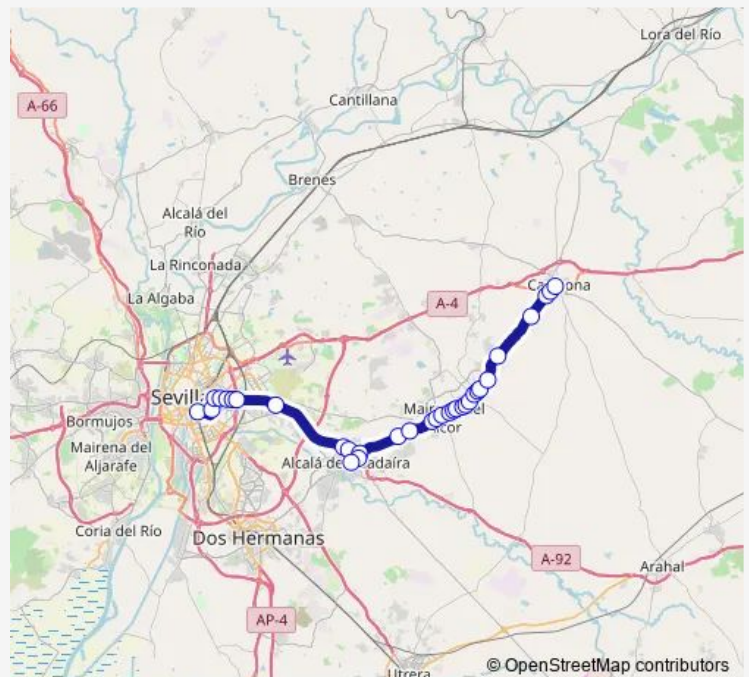 Lora del Río
A-66
Cantillana
Brenes
Alcalá del
Río
La Rinconada
La Algaba
A-4
Sevill
Bormujos
Mairena del
Aljarafe
Alcalá de
adaíra
Coria del Río
Dos Hermanas
A-92
Arahal
AP-4
Utrera
© OpenStreetMap contributors